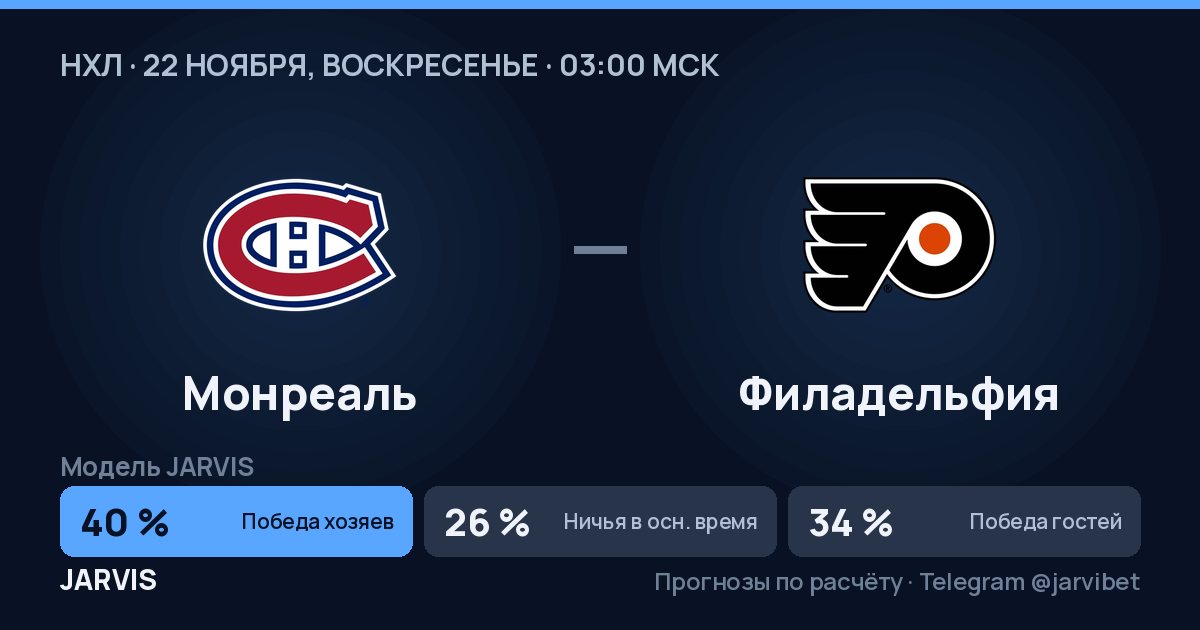 НХЛ · 22 НОЯБРЯ, ВОСКРЕСЕНЬЕ · 03:00 МСК
Монреаль — Филадельфия
Модель JARVIS
40 % Победа хозяев 26 % Ничья в осн. время 34 % Победа гостей
JARVIS Прогнозы по расчёту · Telegram @jarvibet